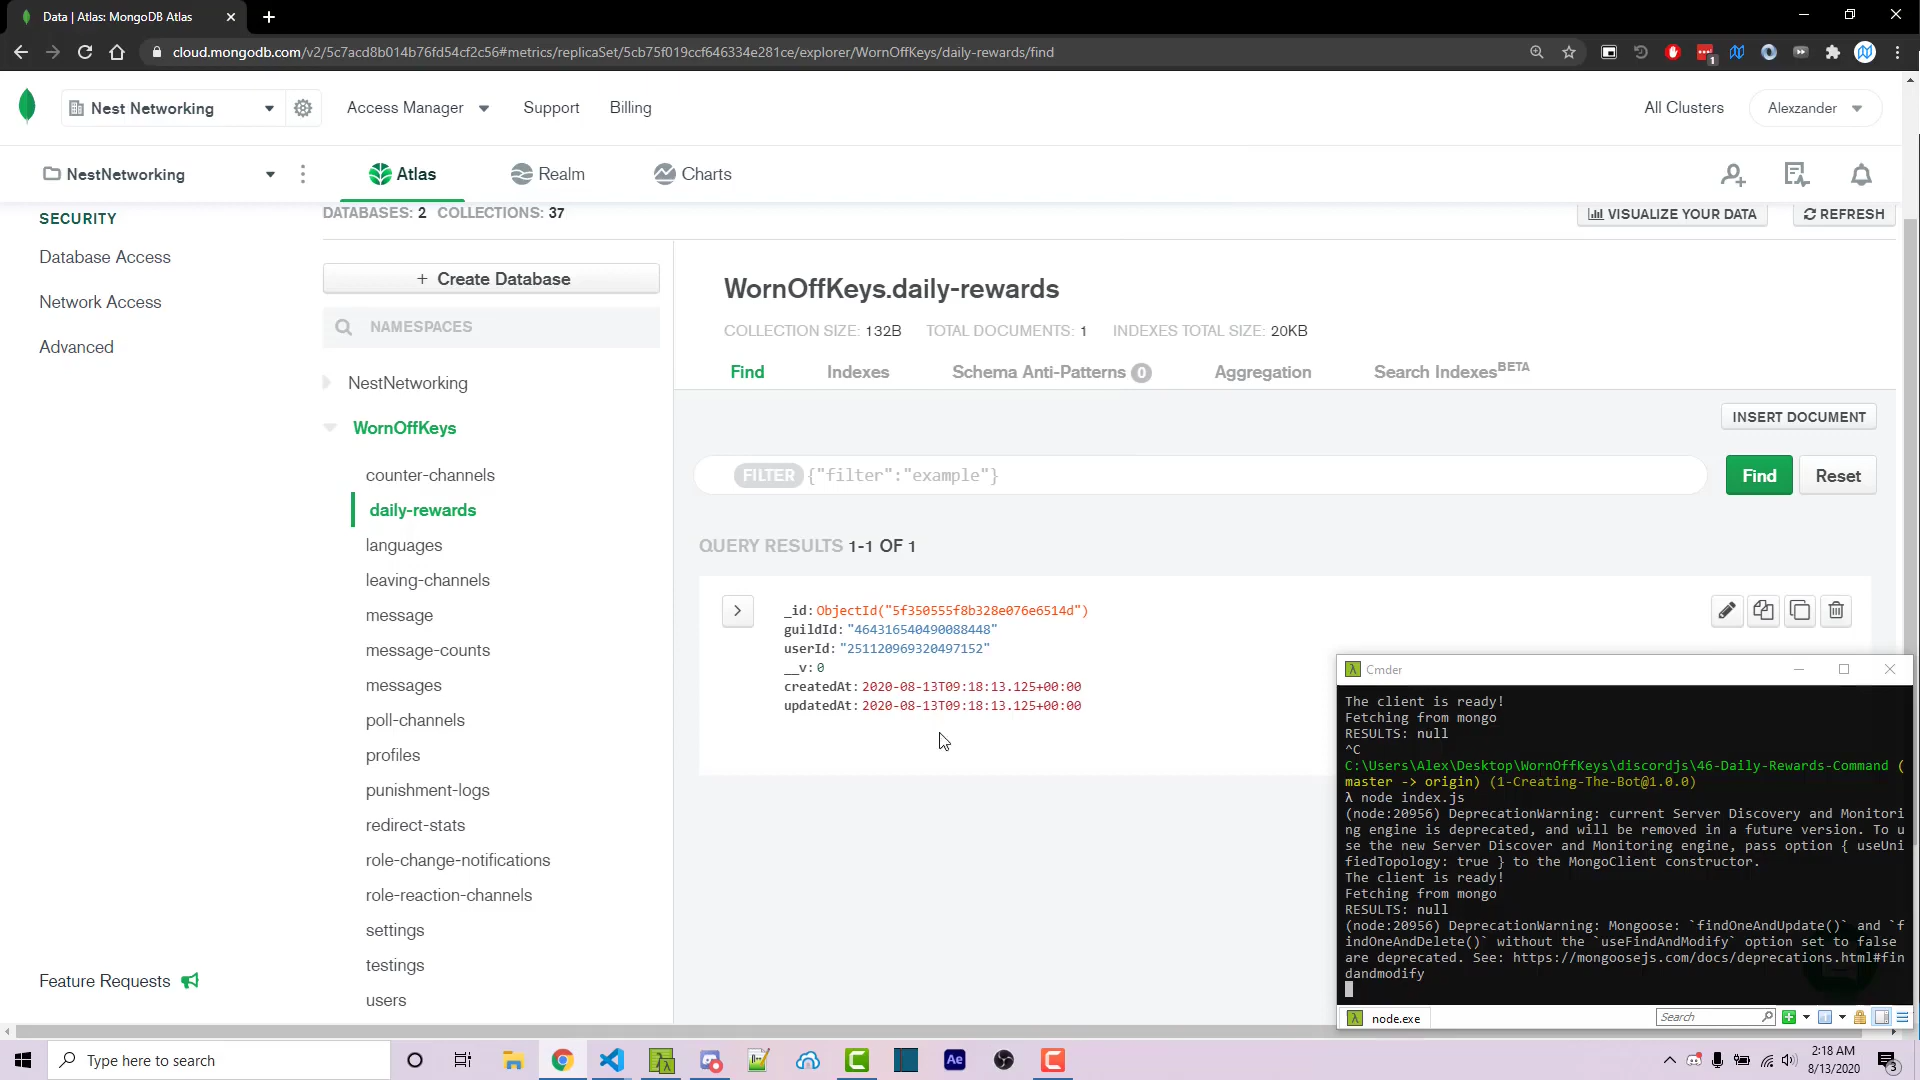 Data | Atlas: MongoDB Atlas
cloud.mongodb.com/v2/5c7acd8b014b76fd54cf2c56#metrics/replicaSet/5cb75f019ccf646334e281ce/explorer/WornOffKeys/daily-rewards/find
Nest Networking
Access Manager
Support
Billing
All Clusters
Alexzander
NestNetworking
Atlas
Realm
Charts
SECURITY
Database Access
Network Access
Advanced
Feature Requests
DATABASES: 2 COLLECTIONS: 37
VISUALIZE YOUR DATA
REFRESH
+ Create Database
NAMESPACES
NestNetworking
WornOffKeys
counter-channels
daily-rewards
languages
leaving-channels
message
message-counts
messages
poll-channels
profiles
punishment-logs
redirect-stats
role-change-notifications
role-reaction-channels
settings
testings
users
WornOffKeys.daily-rewards
COLLECTION SIZE: 132B TOTAL DOCUMENTS: 1 INDEXES TOTAL SIZE: 20KB
Find
Indexes
Schema Anti-Patterns 0
Aggregation
Search Indexes BETA
INSERT DOCUMENT
FILTER {"filter":"example"}
Find
Reset
QUERY RESULTS 1-1 OF 1
_id: ObjectId("5f350555f8b328e076e6514d")
guildId: "464316540490088448"
userId: "251120969320497152"
__v: 0
createdAt: 2020-08-13T09:18:13.125+00:00
updatedAt: 2020-08-13T09:18:13.125+00:00
Cmder
The client is ready!
Fetching from mongo
RESULTS: null
^C
C:\Users\Alex\Desktop\WornOffKeys\discordjs\46-Daily-Rewards-Command (
master -> origin) (1-Creating-The-Bot@1.0.0)
λ node index.js
(node:20956) DeprecationWarning: current Server Discovery and Monitori
ng engine is deprecated, and will be removed in a future version. To u
se the new Server Discover and Monitoring engine, pass option { useUni
fiedTopology: true } to the MongoClient constructor.
The client is ready!
Fetching from mongo
RESULTS: null
(node:20956) DeprecationWarning: Mongoose: `findOneAndUpdate()` and `f
indOneAndDelete()` without the `useFindAndModify` option set to false
are deprecated. See: https://mongoosejs.com/docs/deprecations.html#fin
dandmodify
node.exe
Search
Type here to search
Ae
2:18 AM
8/13/2020
3